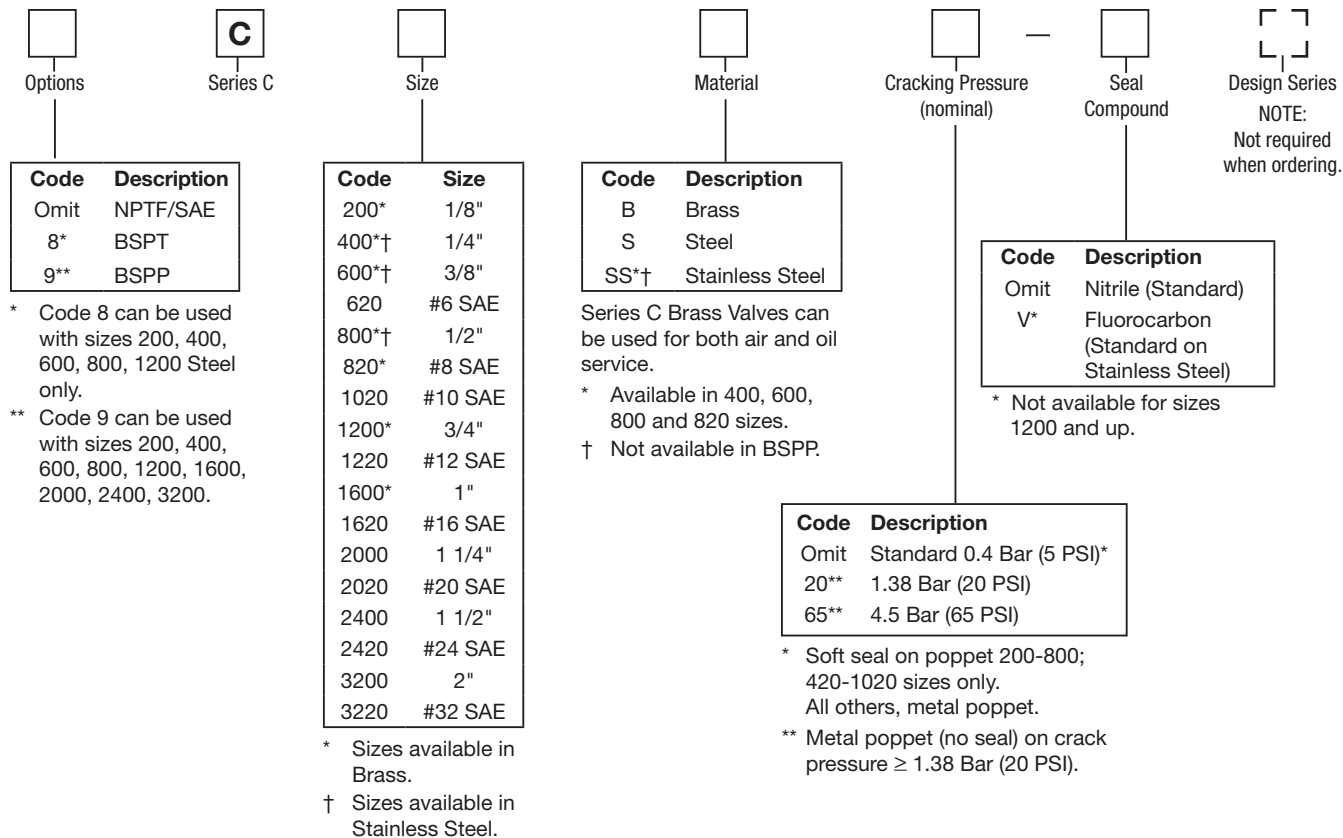 C
—
Options
Series C
Size
Material
Cracking Pressure
(nominal)
Seal
Compound
Design Series
NOTE:
Not required
when ordering.
Code Description
Omit NPTF/SAE
8* BSPT
9** BSPP
* Code 8 can be used
with sizes 200, 400,
600, 800, 1200 Steel
only.
** Code 9 can be used
with sizes 200, 400,
600, 800, 1200, 1600,
2000, 2400, 3200.
Code Size
200* 1/8"
400*† 1/4"
600*† 3/8"
620 #6 SAE
800*† 1/2"
820* #8 SAE
1020 #10 SAE
1200* 3/4"
1220 #12 SAE
1600* 1"
1620 #16 SAE
2000 1 1/4"
2020 #20 SAE
2400 1 1/2"
2420 #24 SAE
3200 2"
3220 #32 SAE
* Sizes available in
Brass.
† Sizes available in
Stainless Steel.
Code Description
B Brass
S Steel
SS*† Stainless Steel
Series C Brass Valves can
be used for both air and oil
service.
* Available in 400, 600,
800 and 820 sizes.
† Not available in BSPP.
Code Description
Omit Standard 0.4 Bar (5 PSI)*
20** 1.38 Bar (20 PSI)
65** 4.5 Bar (65 PSI)
* Soft seal on poppet 200-800;
420-1020 sizes only.
All others, metal poppet.
** Metal poppet (no seal) on crack
pressure ≥ 1.38 Bar (20 PSI).
Code Description
Omit Nitrile (Standard)
V* Fluorocarbon
(Standard on
Stainless Steel)
* Not available for sizes
1200 and up.